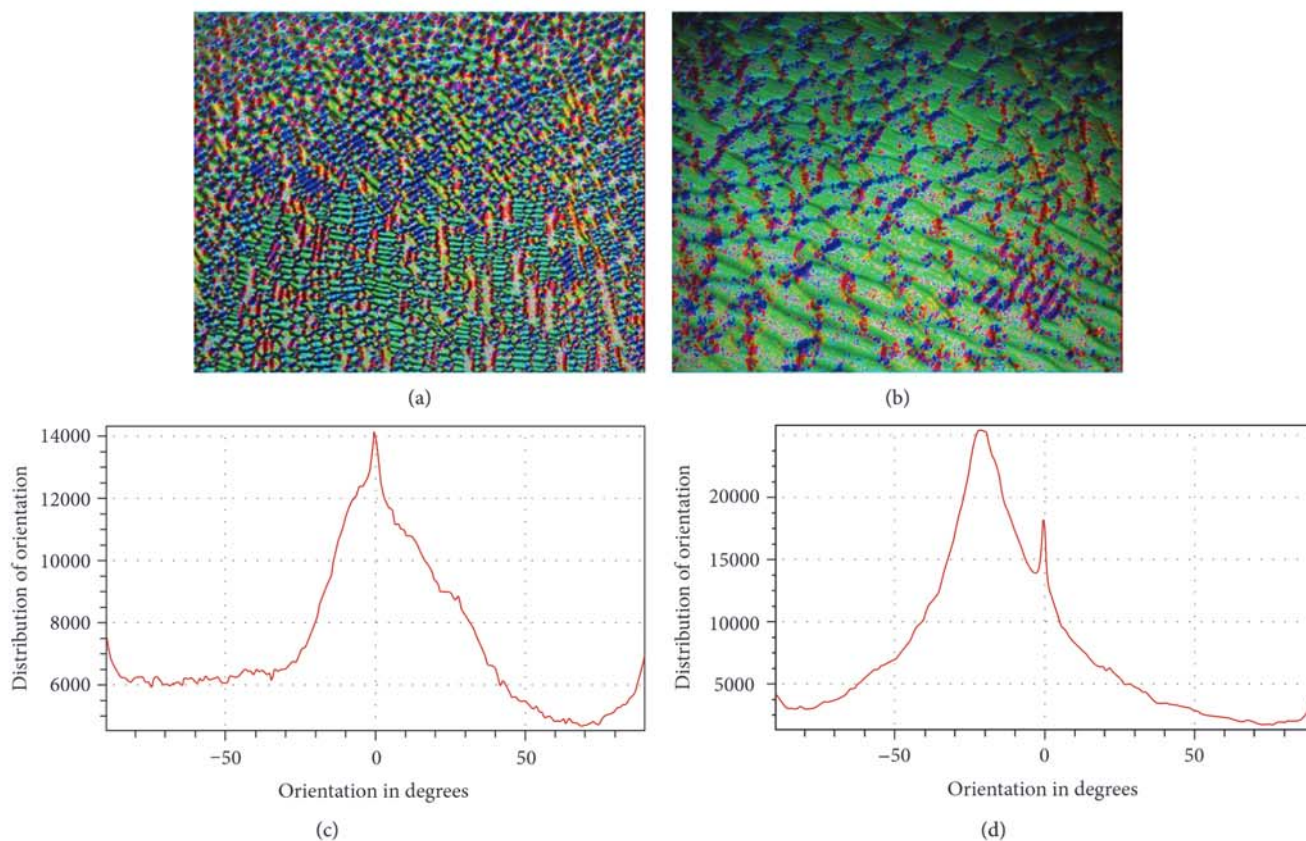 (a)
(b)
14000
12000
10000
8000
6000
Distribution of orientation
−50
0
50
Orientation in degrees
(c)
20000
15000
10000
5000
Distribution of orientation
−50
0
50
Orientation in degrees
(d)